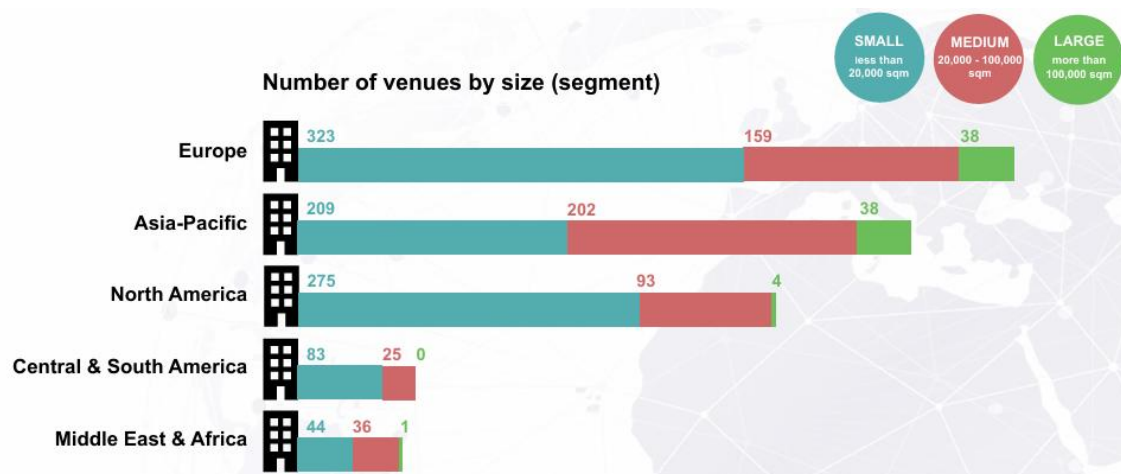 SMALL
less than
20,000 sqm
MEDIUM
20,000 - 100,000
sqm
LARGE
more than
100,000 sqm
Number of venues by size (segment)
Europe
323
159
38
Asia-Pacific
209
202
38
North America
275
93
4
Central & South America
83
25
0
Middle East & Africa
44
36
1